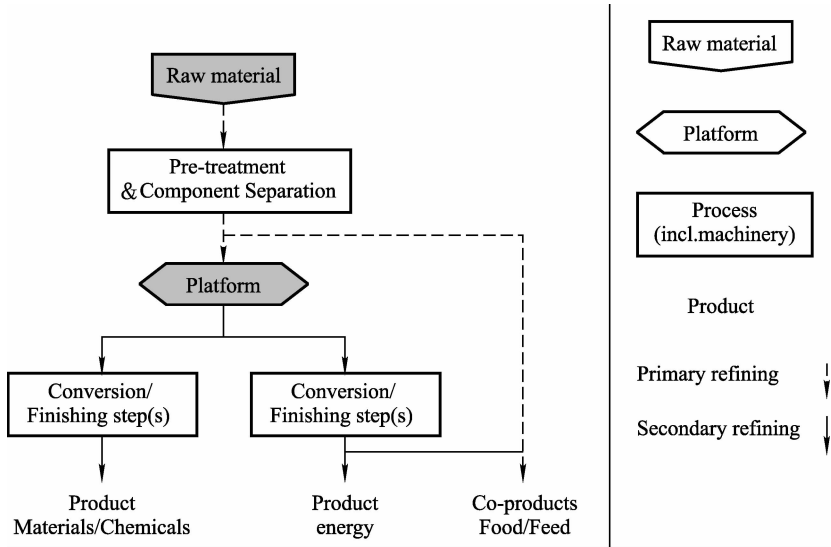 Raw material
Pre-treatment
& Component Separation
Platform
Conversion/
Finishing step(s)
Conversion/
Finishing step(s)
Product
Materials/Chemicals
Product
energy
Co-products
Food/Feed
Raw material
Platform
Process
(incl.machinery)
Product
Primary refining
Secondary refining